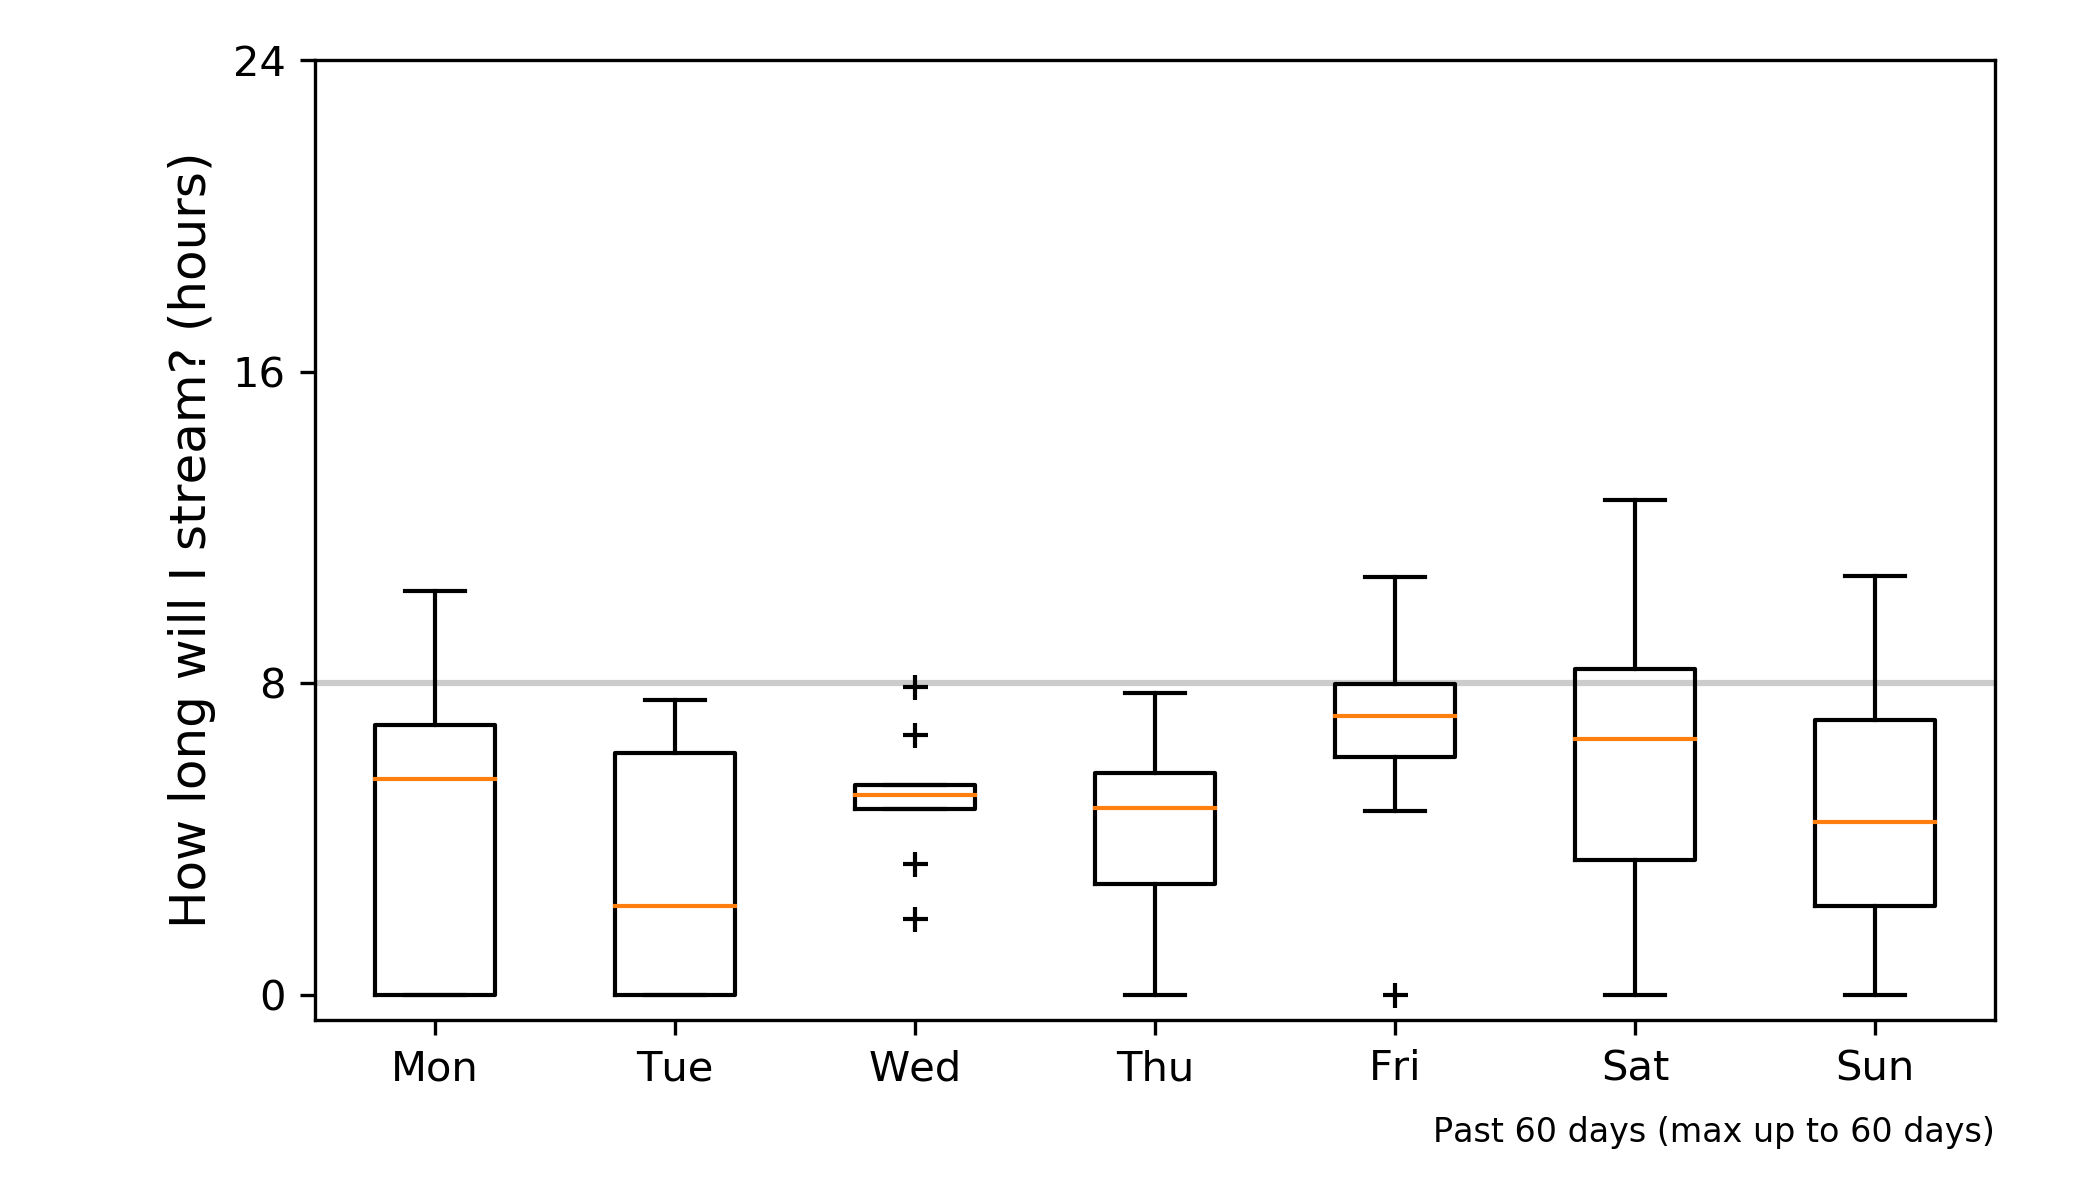 How long will I stream? (hours)
24
16
8
0
Mon Tue Wed Thu Fri Sat Sun
Past 60 days (max up to 60 days)